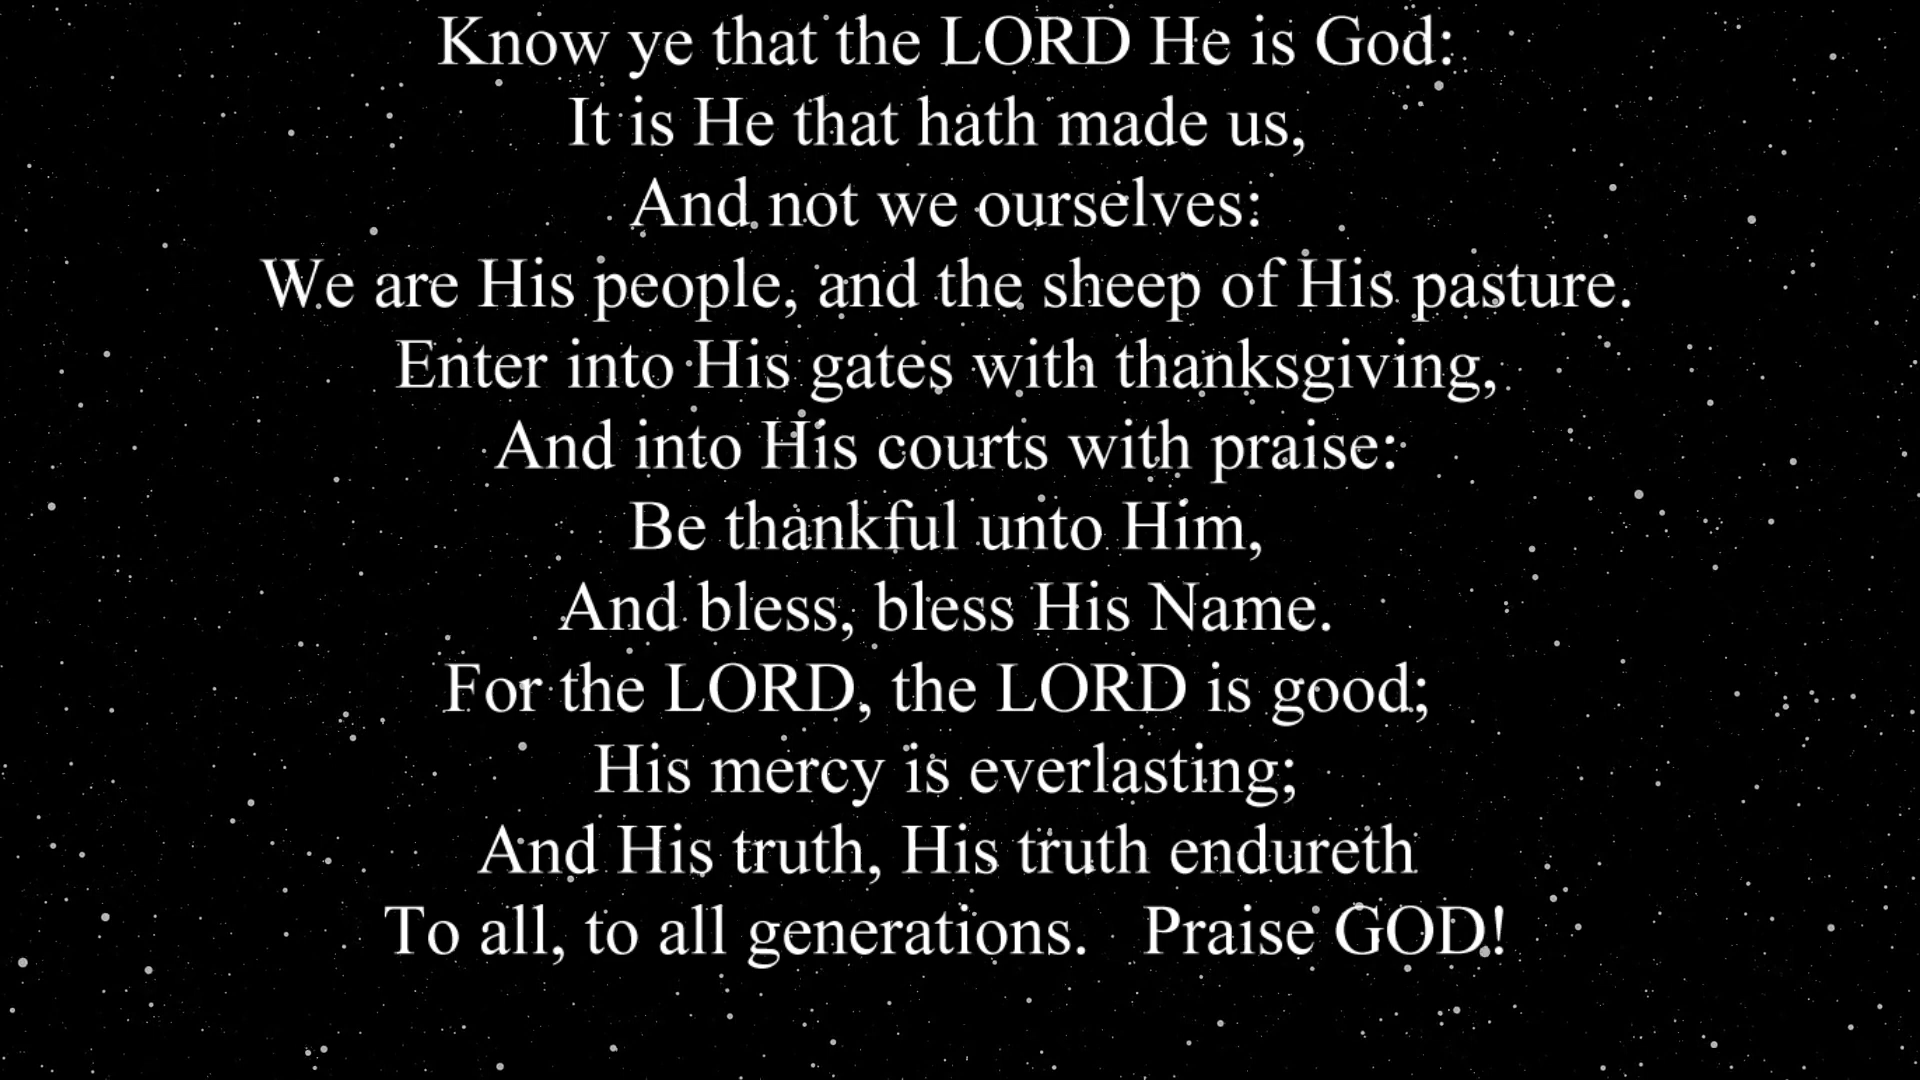 Know ye that the LORD He is God:
It is He that hath made us,
And not we ourselves:
We are His people, and the sheep of His pasture.
Enter into His gates with thanksgiving,
And into His courts with praise:
Be thankful unto Him,
And bless, bless His Name.
For the LORD, the LORD is good;
His mercy is everlasting;
And His truth, His truth endureth
To all, to all generations.   Praise GOD!